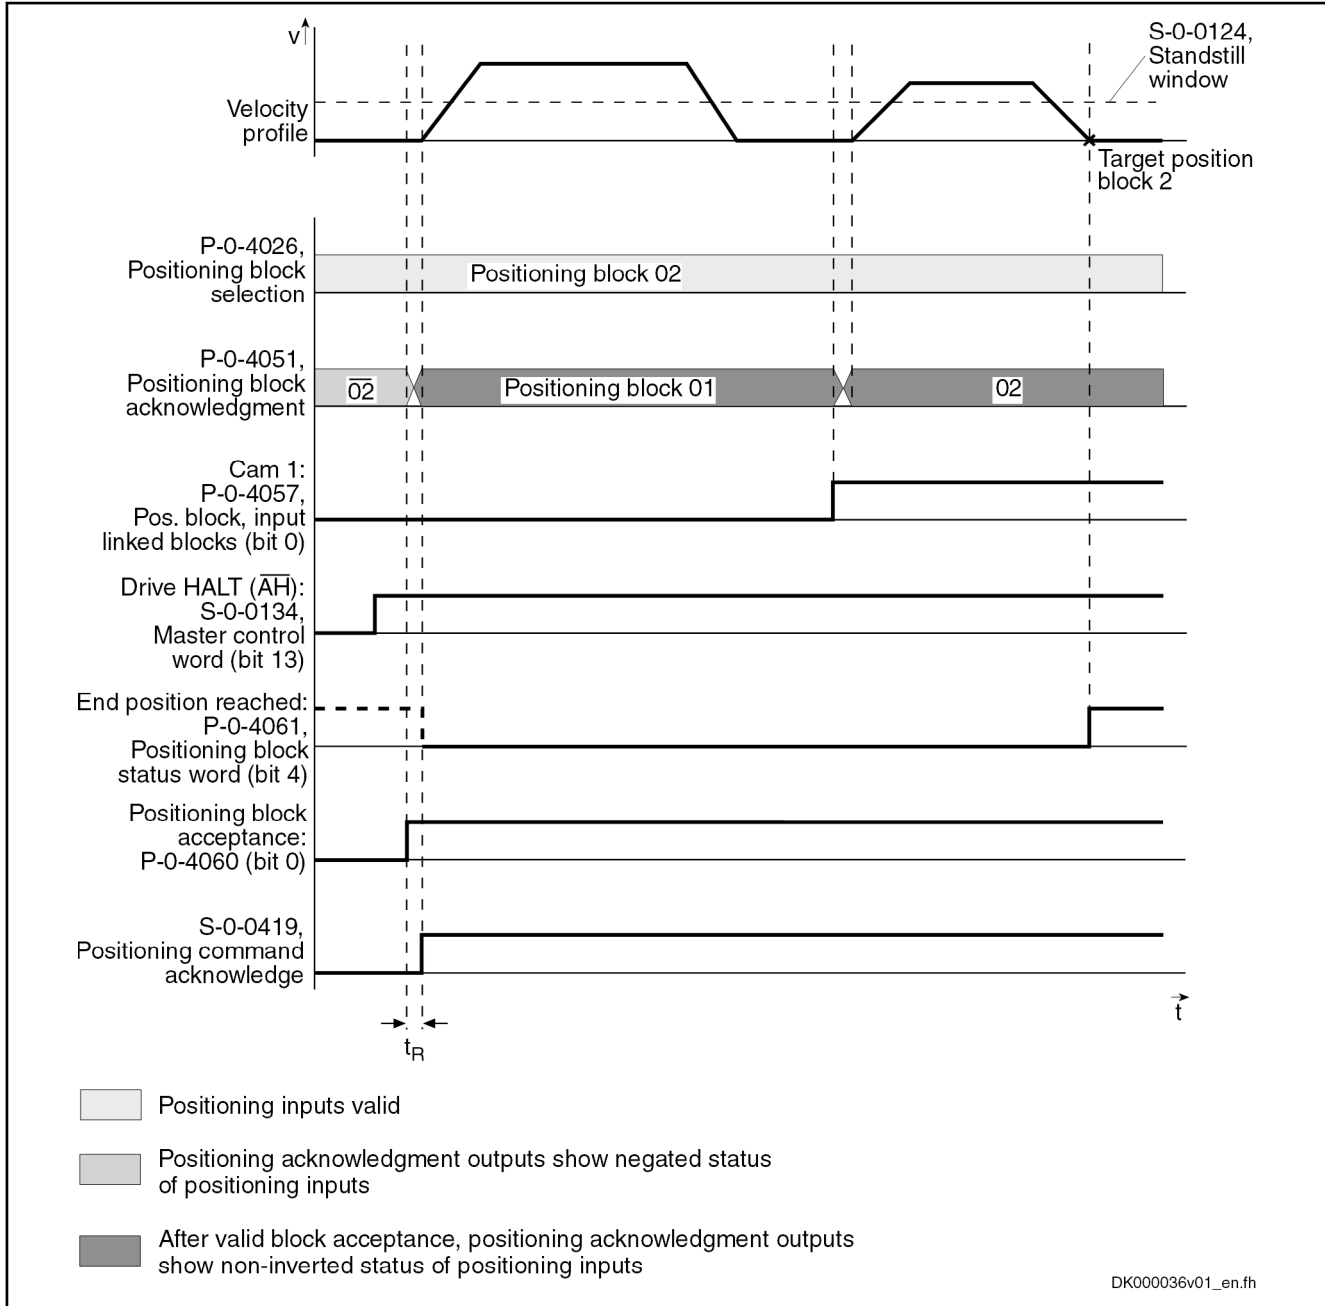 v
S-0-0124,
Standstill
window
Velocity
profile
Target position
block 2
P-0-4026,
Positioning block
selection
Positioning block 02
P-0-4051,
Positioning block
acknowledgment
0̅2̅
Positioning block 01
02
Cam 1:
P-0-4057,
Pos. block, input
linked blocks (bit 0)
Drive HALT (A̅H̅):
S-0-0134,
Master control
word (bit 13)
End position reached:
P-0-4061,
Positioning block
status word (bit 4)
Positioning block
acceptance:
P-0-4060 (bit 0)
S-0-0419,
Positioning command
acknowledge
t
tR
Positioning inputs valid
Positioning acknowledgment outputs show negated status
of positioning inputs
After valid block acceptance, positioning acknowledgment outputs
show non-inverted status of positioning inputs
DK000036v01_en.fh